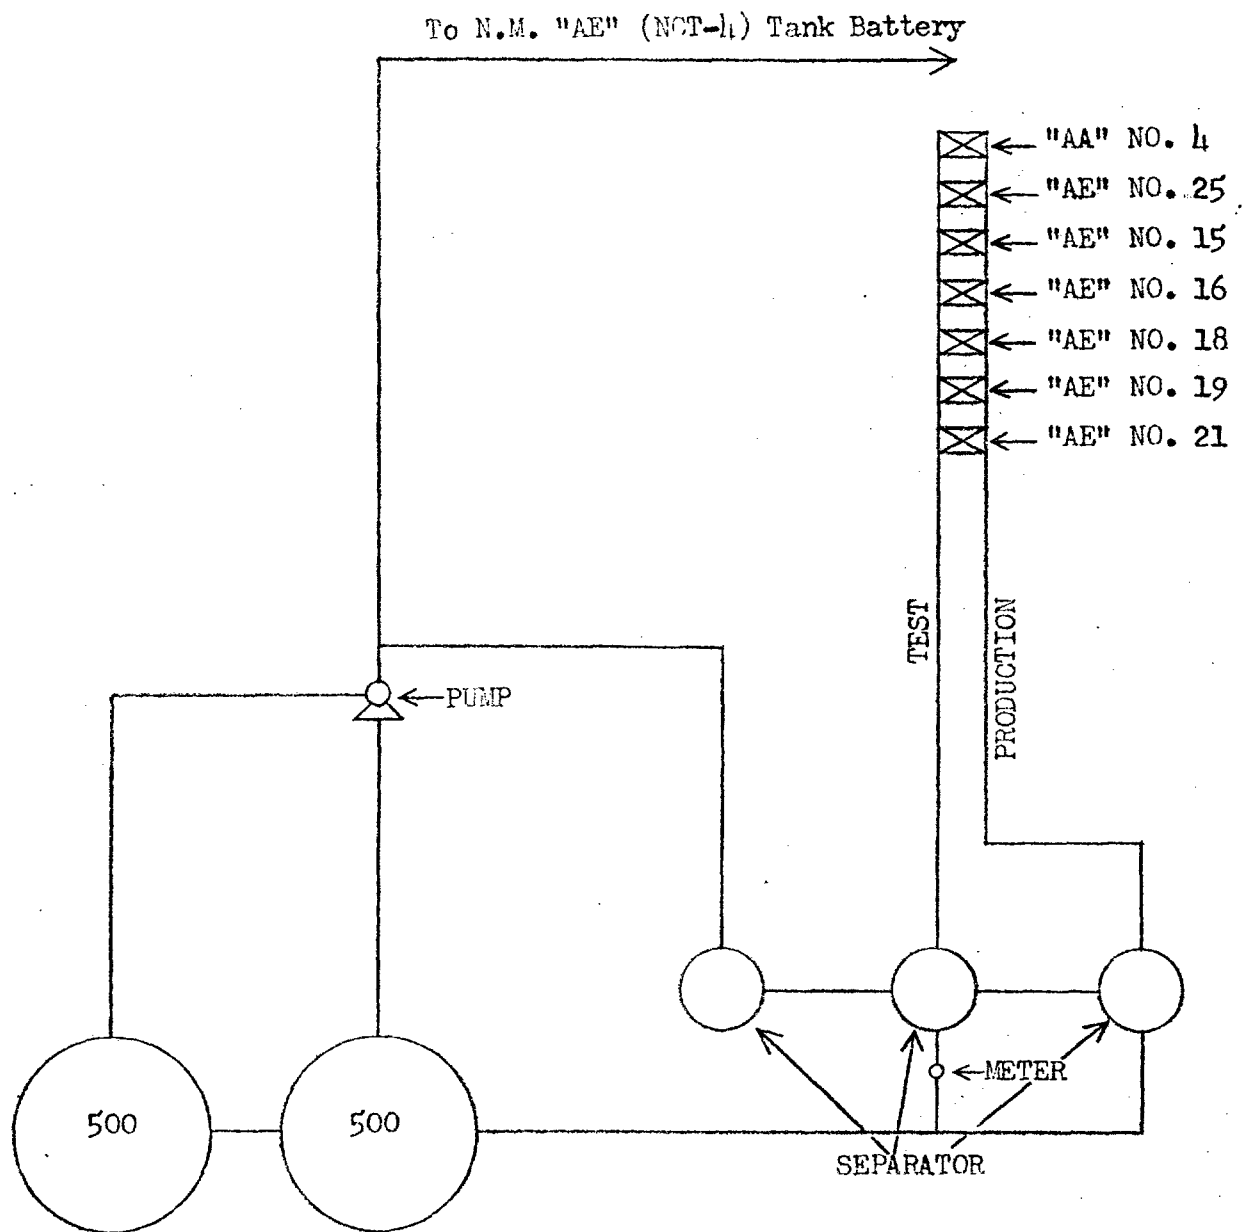 To N.M. "AE" (NCT-4) Tank Battery
"AA" NO. 4
"AE" NO. 25
"AE" NO. 15
"AE" NO. 16
"AE" NO. 18
"AE" NO. 19
"AE" NO. 21
TEST
PRODUCTION
PUMP
METER
500
500
SEPARATOR